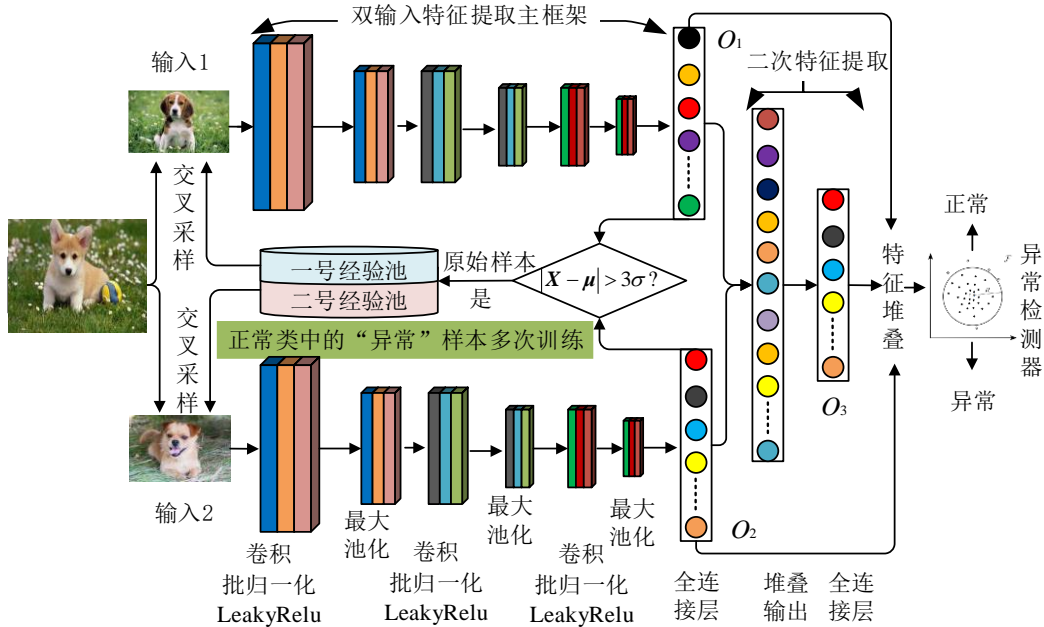 双输入特征提取主框架
输入1
O1
二次特征提取
交叉采样
一号经验池
二号经验池
原始样本
是
|X − μ| > 3σ ?
正常类中的“异常”样本多次训练
交叉采样
输入2
O2
O3
特征堆叠
正常
异常
异常检测器
最大
池化
最大
池化
最大
池化
卷积
批归一化
LeakyRelu
卷积
批归一化
LeakyRelu
卷积
批归一化
LeakyRelu
全连
接层
堆叠
输出
全连
接层